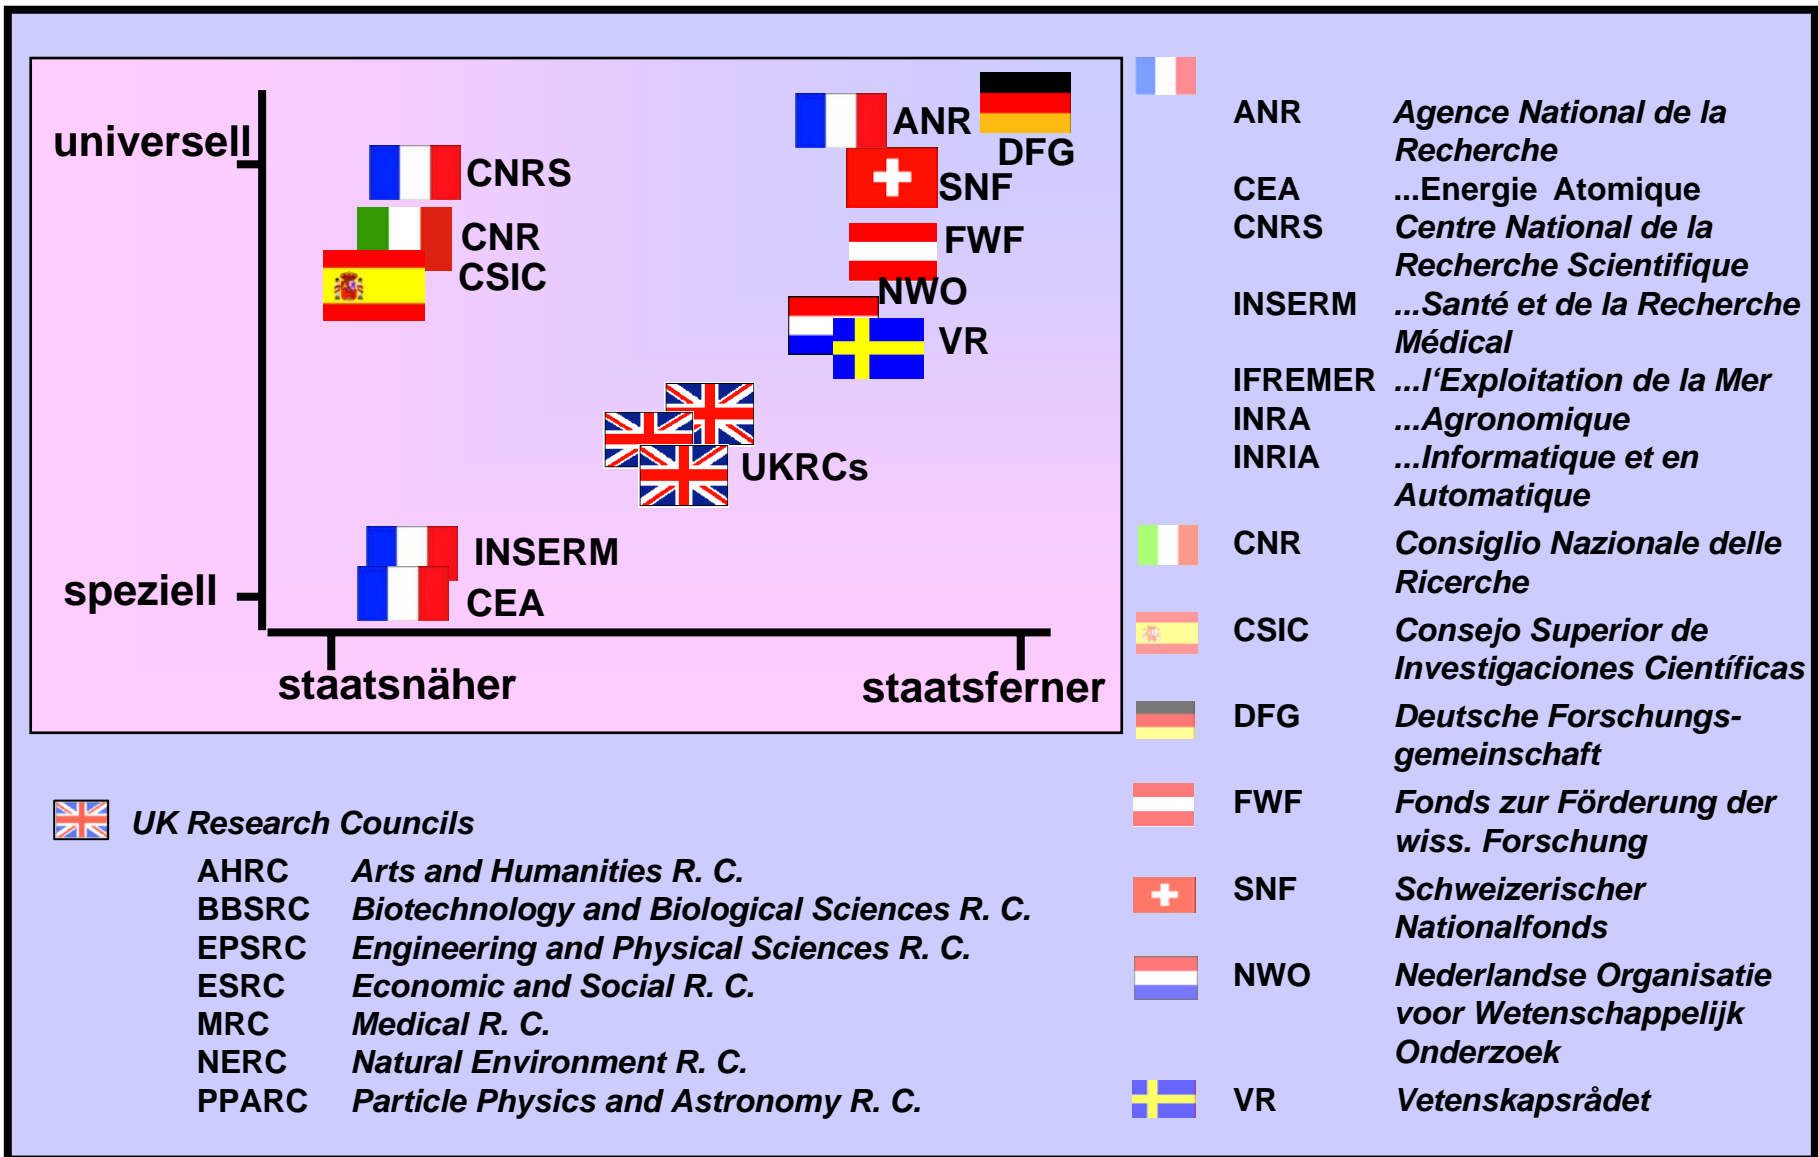 universell
speziell
staatsnäher
staatsferner
CNRS
CNR
CSIC
ANR
DFG
SNF
FWF
NWO
VR
UKRCs
INSERM
CEA
ANR Agence National de la
Recherche
CEA ...Energie Atomique
CNRS Centre National de la
Recherche Scientifique
INSERM ...Santé et de la Recherche
Médical
IFREMER ...l‘Exploitation de la Mer
INRA ...Agronomique
INRIA ...Informatique et en
Automatique
CNR Consiglio Nazionale delle
Ricerche
CSIC Consejo Superior de
Investigaciones Científicas
DFG Deutsche Forschungs-
gemeinschaft
FWF Fonds zur Förderung der
wiss. Forschung
SNF Schweizerischer
Nationalfonds
NWO Nederlandse Organisatie
voor Wetenschappelijk
Onderzoek
VR Vetenskapsrådet
UK Research Councils
AHRC Arts and Humanities R. C.
BBSRC Biotechnology and Biological Sciences R. C.
EPSRC Engineering and Physical Sciences R. C.
ESRC Economic and Social R. C.
MRC Medical R. C.
NERC Natural Environment R. C.
PPARC Particle Physics and Astronomy R. C.